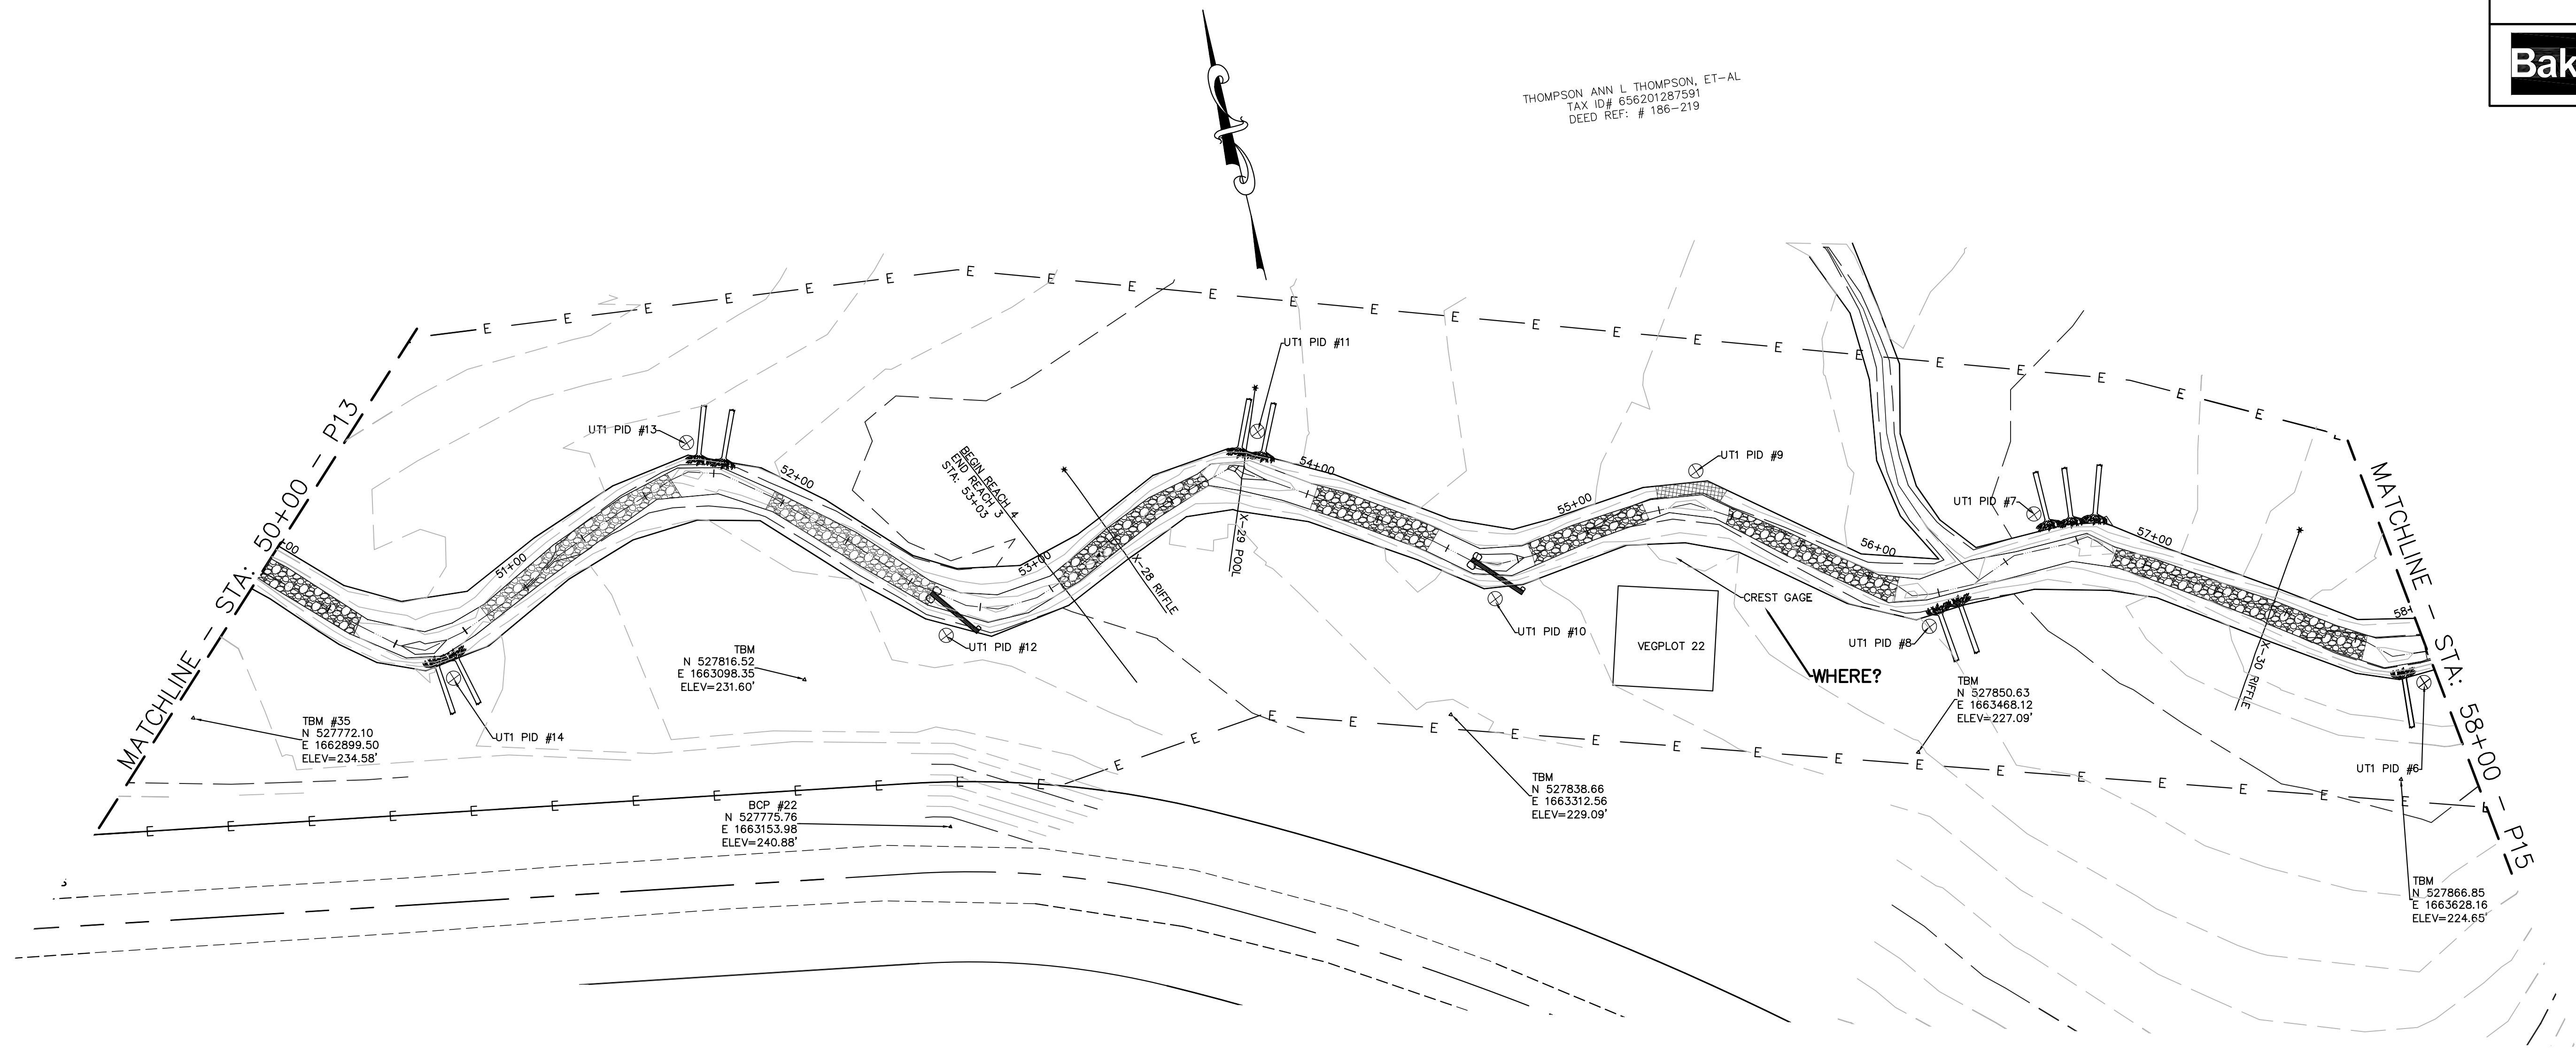 Bak
THOMPSON ANN L THOMPSON, ET-AL
TAX ID# 656201287591
DEED REF: # 186-219
E E E E E E E E E E E E E E E E E E E E E E E
UT1 PID #11
MATCHLINE - STA: 50+00 - P13
UT1 PID #13
BEGIN REACH 4
END REACH 3
STA: 53+03
52+00
54+00
UT1 PID #9
UT1 PID #7
MATCHLINE - STA: 58+00 - P15
51+00
53+00
55+00
56+00
57+00
58+
X-28 RIFFLE
X-29 POOL
X-30 RIFFLE
CREST GAGE
UT1 PID #12
UT1 PID #10
VEGPLOT 22
UT1 PID #8
WHERE?
TBM
N 527816.52
E 1663098.35
ELEV=231.60'
TBM
N 527850.63
E 1663468.12
ELEV=227.09'
TBM #35
N 527772.10
E 1662899.50
ELEV=234.58'
UT1 PID #14
UT1 PID #6
TBM
N 527838.66
E 1663312.56
ELEV=229.09'
BCP #22
N 527775.76
E 1663153.98
ELEV=240.88'
TBM
N 527866.85
E 1663628.16
ELEV=224.65'